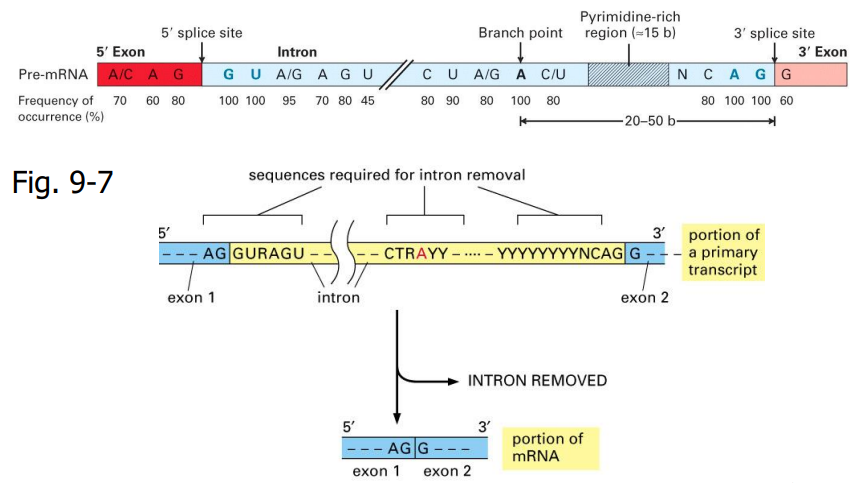 Pyrimidine-rich
region (≈15 b)
5′ splice site
Branch point
3′ splice site
5′ Exon
Intron
3′ Exon
Pre-mRNA A/C A G G U A/G A G U C U A/G A C/U N C A G G
Frequency of
occurrence (%)
70 60 80 100 100 95 70 80 45 80 90 80 100 80 80 100 100 60
20–50 b
Fig. 9-7
sequences required for intron removal
5′ 3′
– – – AG GURAGU – – – – CTRAYY – ···· – YYYYYYYYNCAG G – – –
portion of
a primary
transcript
exon 1 intron exon 2
INTRON REMOVED
5′ 3′
– – – AG G – – –
exon 1 exon 2
portion of
mRNA